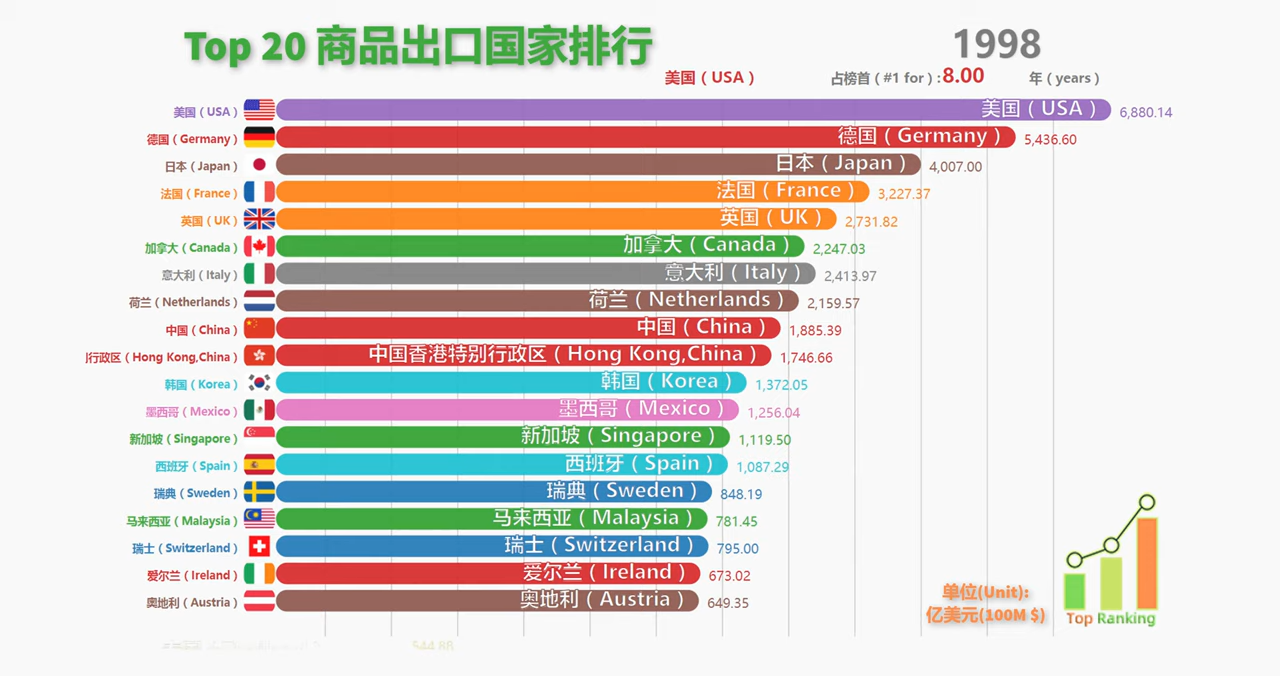 Top 20 商品出口国家排行
1998
美国（USA） 占榜首（#1 for）: 8.00 年（years）
美国（USA） 美国（USA） 6,880.14
德国（Germany） 德国（Germany） 5,436.60
日本（Japan） 日本（Japan） 4,007.00
法国（France） 法国（France） 3,227.37
英国（UK） 英国（UK） 2,731.82
加拿大（Canada） 加拿大（Canada） 2,247.03
意大利（Italy） 意大利（Italy） 2,413.97
荷兰（Netherlands） 荷兰（Netherlands） 2,159.57
中国（China） 中国（China） 1,885.39
行政区（Hong Kong,China） 中国香港特别行政区（Hong Kong,China） 1,746.66
韩国（Korea） 韩国（Korea） 1,372.05
墨西哥（Mexico） 墨西哥（Mexico） 1,256.04
新加坡（Singapore） 新加坡（Singapore） 1,119.50
西班牙（Spain） 西班牙（Spain） 1,087.29
瑞典（Sweden） 瑞典（Sweden） 848.19
马来西亚（Malaysia） 马来西亚（Malaysia） 781.45
瑞士（Switzerland） 瑞士（Switzerland） 795.00
爱尔兰（Ireland） 爱尔兰（Ireland） 673.02
奥地利（Austria） 奥地利（Austria） 649.35
单位(Unit):
亿美元(100M $)
Top Ranking